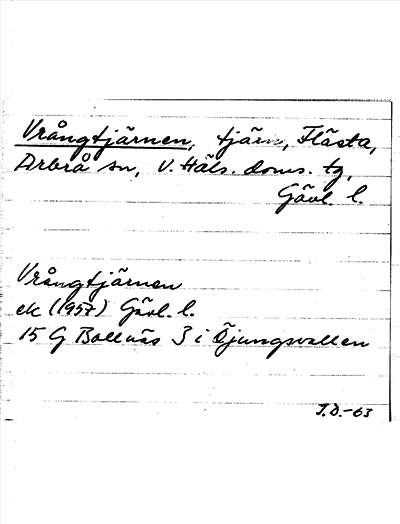 Vrångtjärnen, tjärn, Flästa,
Arbrå sn, V. Häls. doms. tg,
Gävl. l.
Vrångtjärnen
ek (1957) Gävl. l.
15 G Bollnäs 3 i Öjungsvallen
J.D.-63